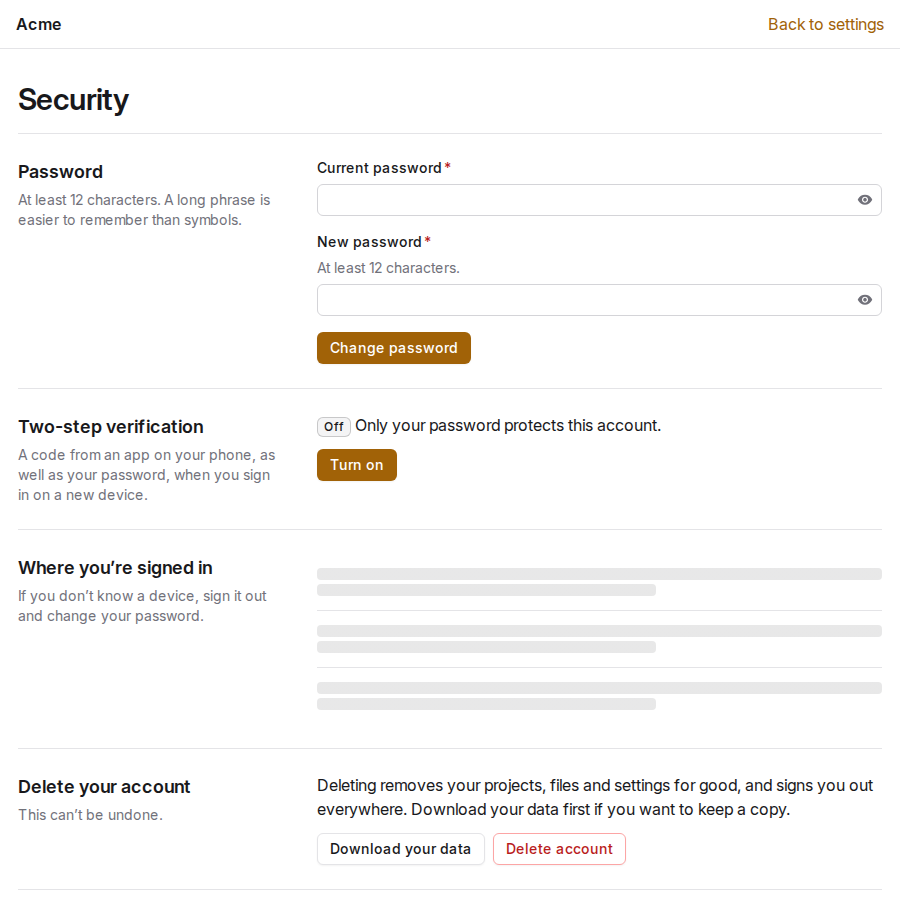 Acme
Back to settings
Security
Password
At least 12 characters. A long phrase is
easier to remember than symbols.
Current password *
New password *
At least 12 characters.
Change password
Two-step verification
A code from an app on your phone, as
well as your password, when you sign
in on a new device.
Off Only your password protects this account.
Turn on
Where you’re signed in
If you don’t know a device, sign it out
and change your password.
Delete your account
This can’t be undone.
Deleting removes your projects, files and settings for good, and signs you out
everywhere. Download your data first if you want to keep a copy.
Download your data
Delete account